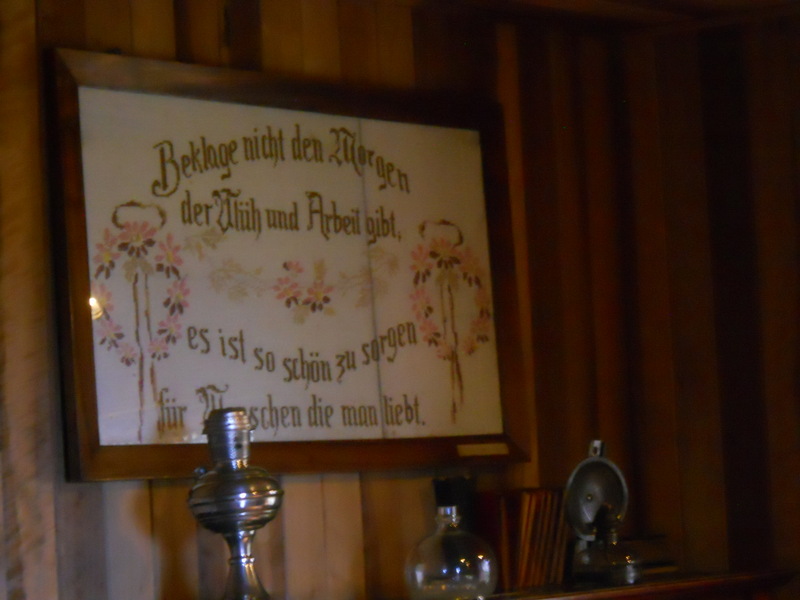 Beklage nicht den Morgen
der Müh und Arbeit gibt,
es ist so schön zu sorgen
für Menschen die man liebt.